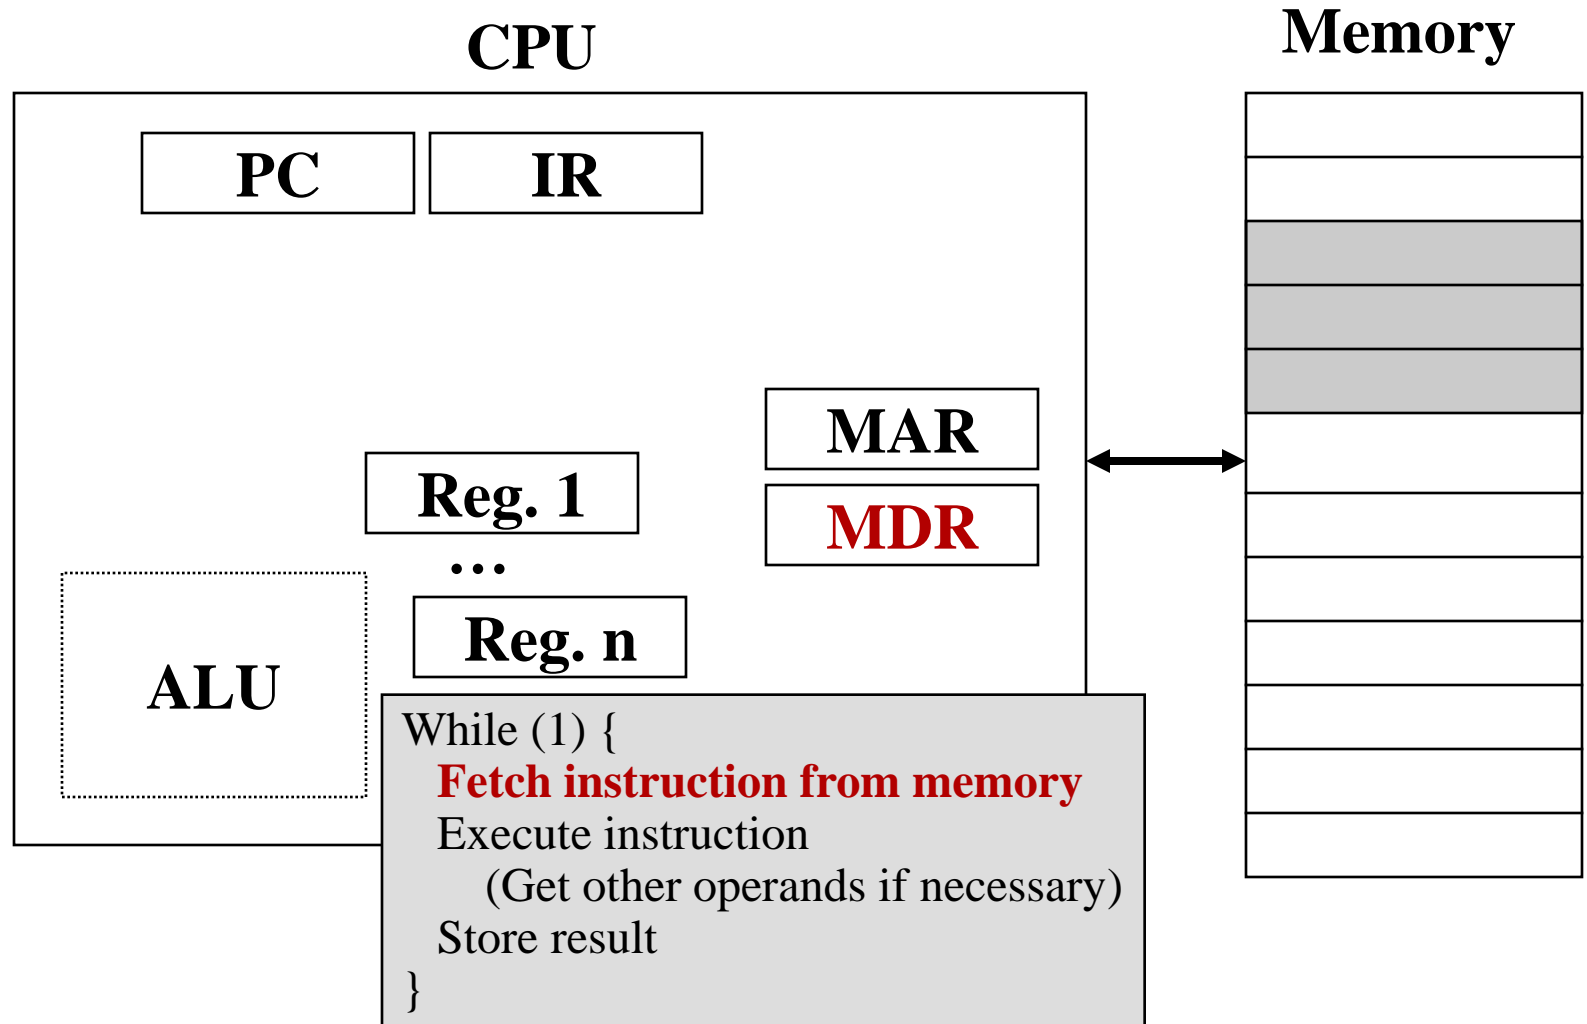 CPU
Memory
PC
IR
MAR
Reg. 1
MDR
...
Reg. n
ALU
While (1) {
Fetch instruction from memory
Execute instruction
(Get other operands if necessary)
Store result
}